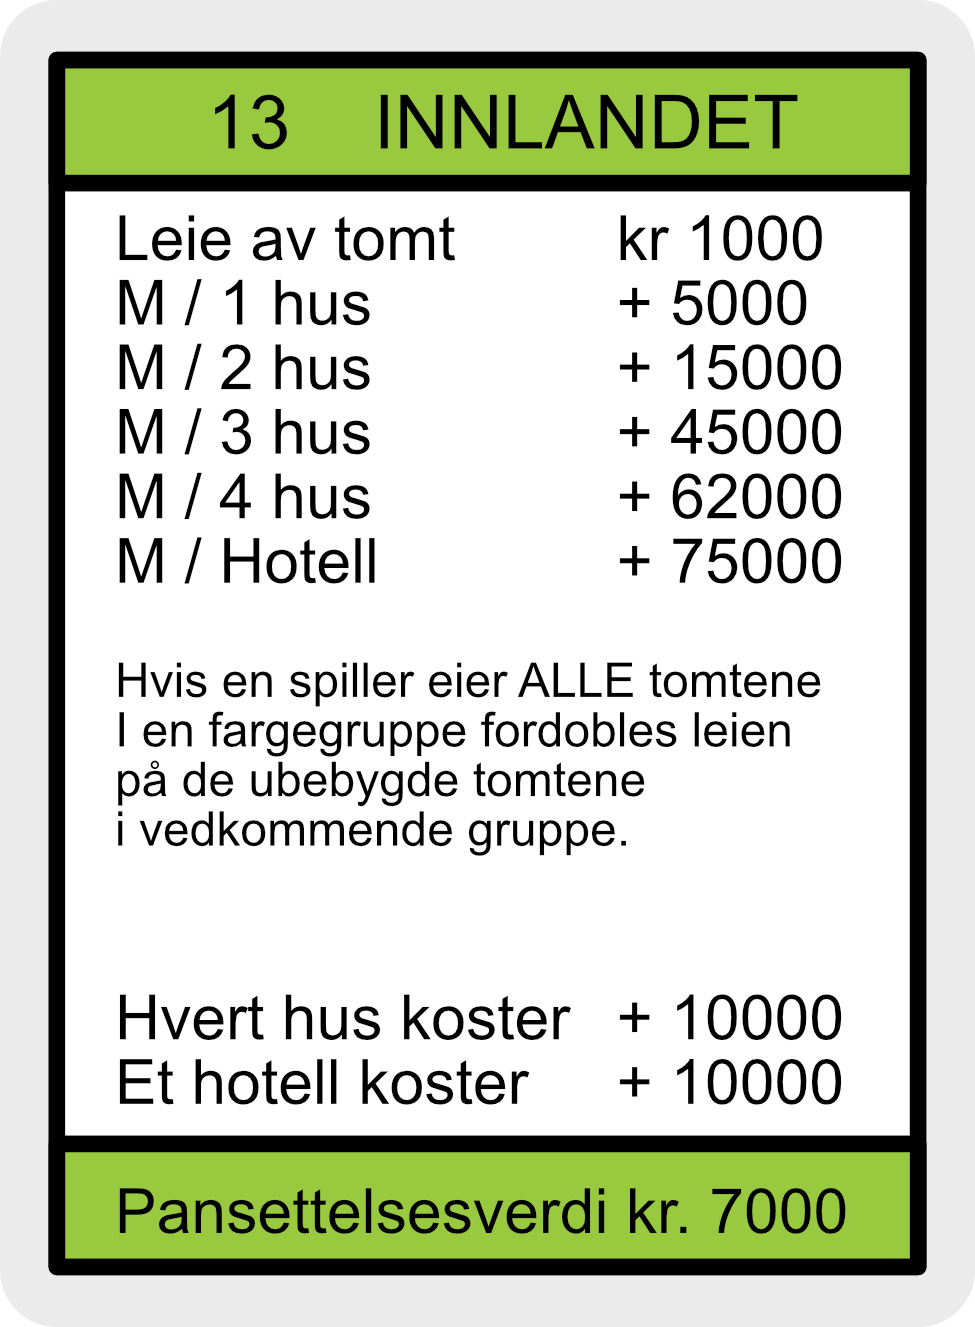 13 INNLANDET
Leie av tomt kr 1000
M / 1 hus + 5000
M / 2 hus + 15000
M / 3 hus + 45000
M / 4 hus + 62000
M / Hotell + 75000
Hvis en spiller eier ALLE tomtene
I en fargegruppe fordobles leien
på de ubebygde tomtene
i vedkommende gruppe.
Hvert hus koster + 10000
Et hotell koster + 10000
Pansettelsesverdi kr. 7000